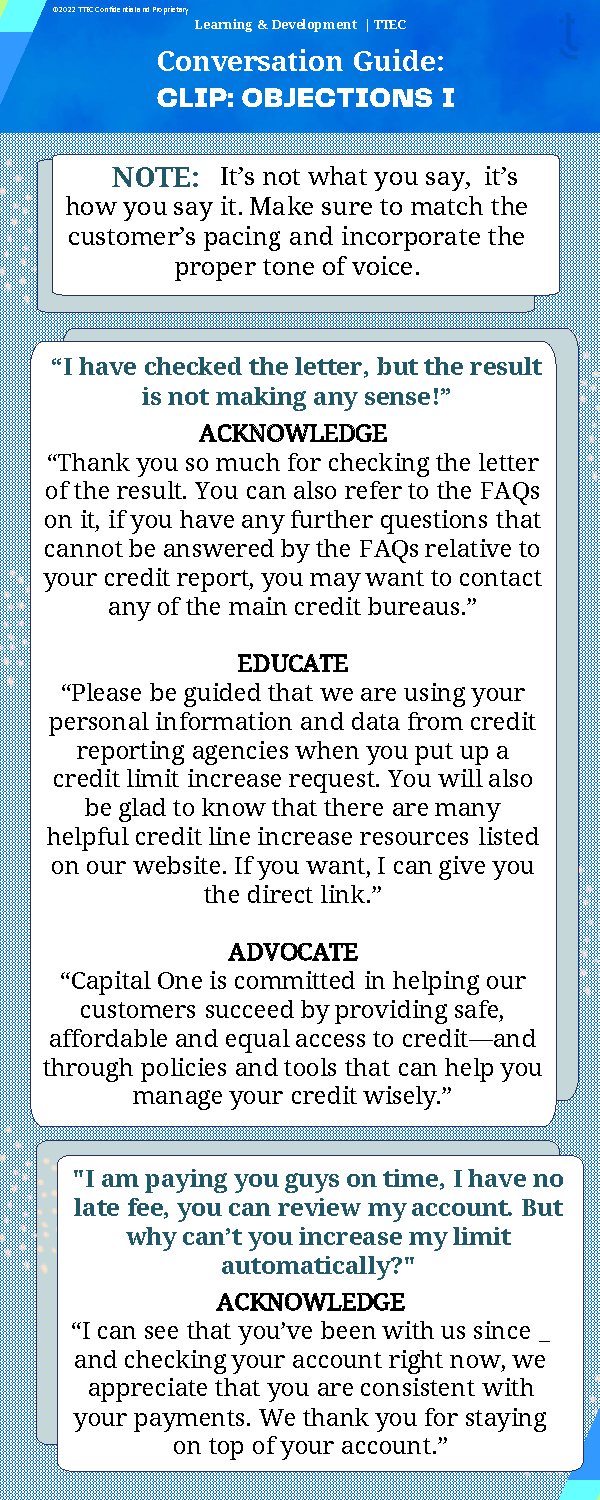 ©2022 TTEC Confidential and Proprietary
Learning & Development | TTEC
Conversation Guide:
CLIP: OBJECTIONS I
NOTE: It’s not what you say, it’s
how you say it. Make sure to match the
customer’s pacing and incorporate the
proper tone of voice.
“I have checked the letter, but the result
is not making any sense!”
ACKNOWLEDGE
“Thank you so much for checking the letter
of the result. You can also refer to the FAQs
on it, if you have any further questions that
cannot be answered by the FAQs relative to
your credit report, you may want to contact
any of the main credit bureaus.”
EDUCATE
“Please be guided that we are using your
personal information and data from credit
reporting agencies when you put up a
credit limit increase request. You will also
be glad to know that there are many
helpful credit line increase resources listed
on our website. If you want, I can give you
the direct link.”
ADVOCATE
“Capital One is committed in helping our
customers succeed by providing safe,
affordable and equal access to credit—and
through policies and tools that can help you
manage your credit wisely.”
"I am paying you guys on time, I have no
late fee, you can review my account. But
why can’t you increase my limit
automatically?"
ACKNOWLEDGE
“I can see that you’ve been with us since _
and checking your account right now, we
appreciate that you are consistent with
your payments. We thank you for staying
on top of your account.”